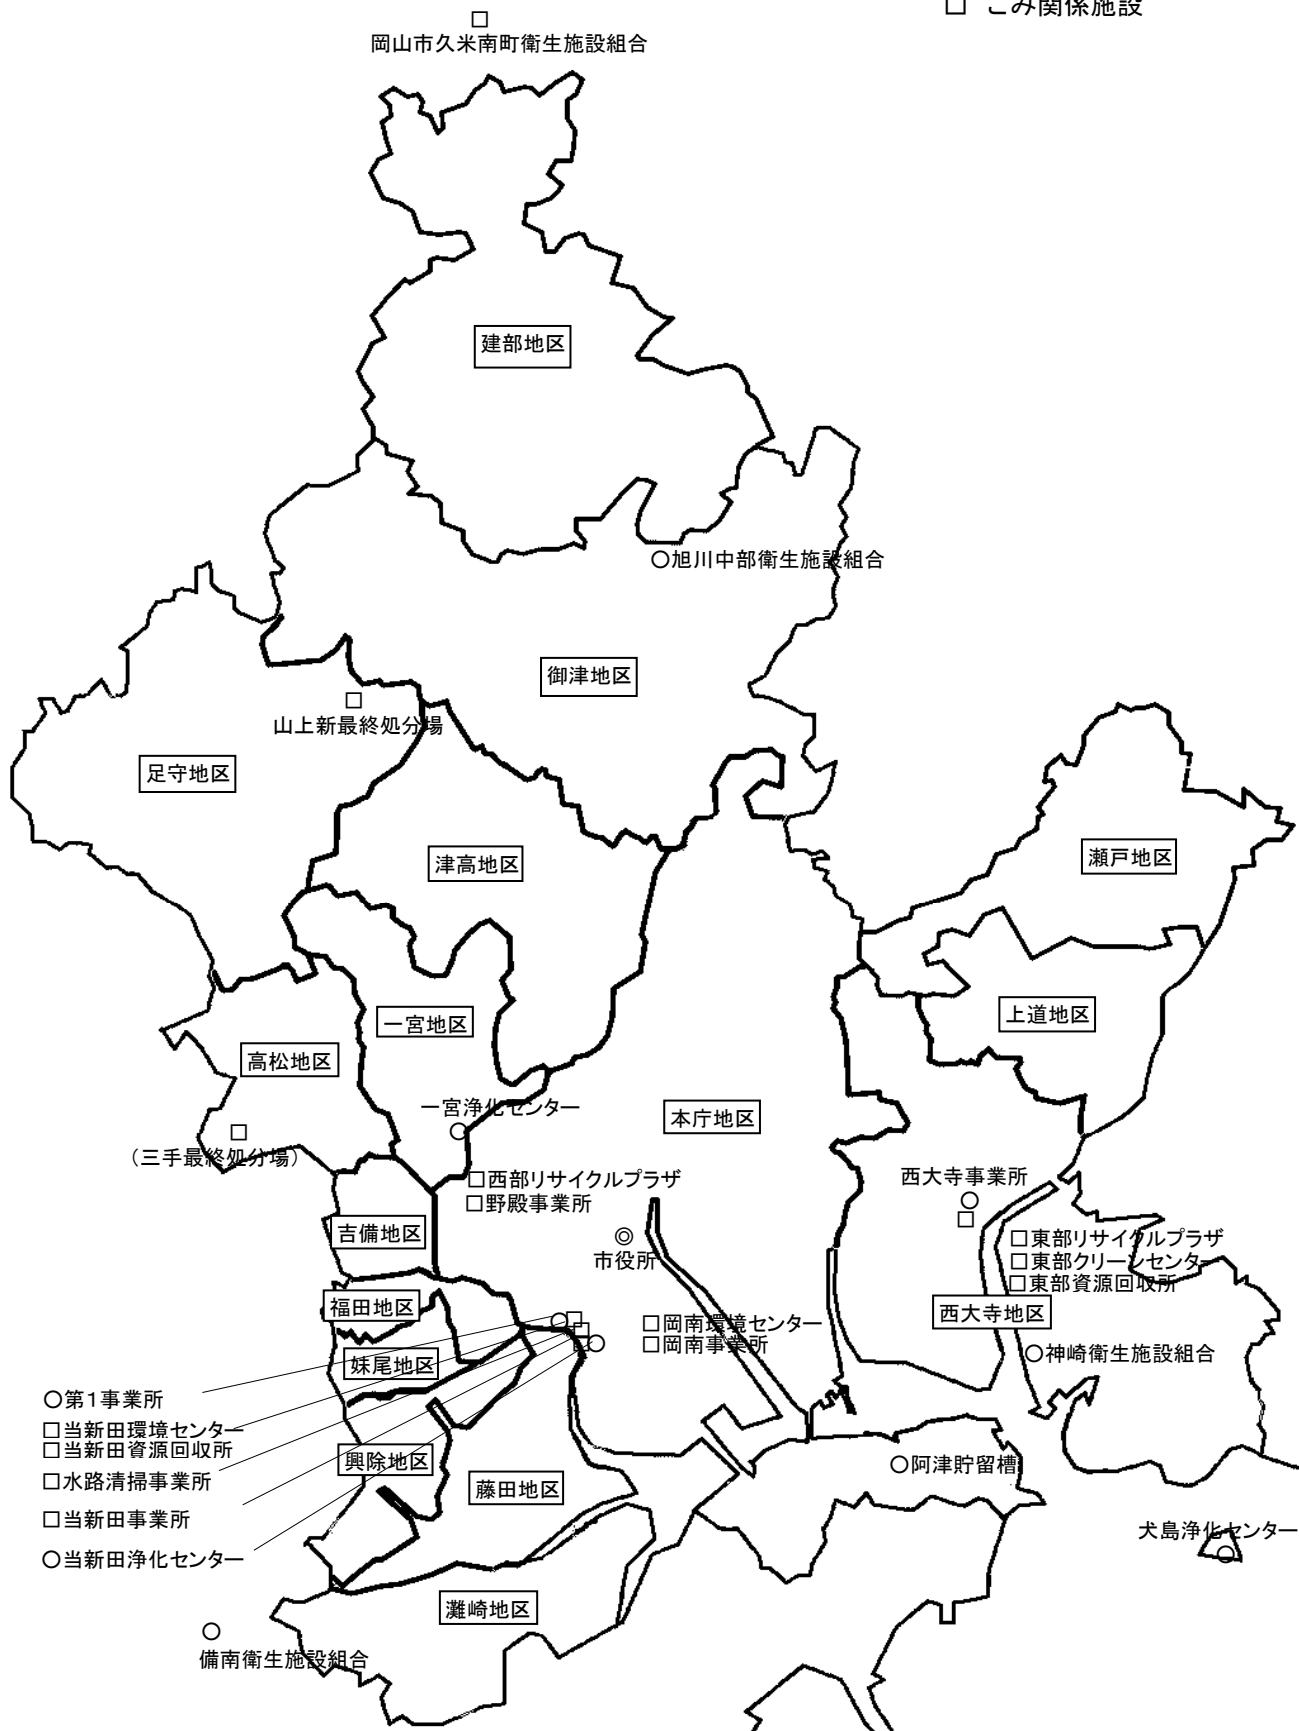 □ ごみ関係施設
□
岡山市久米南町衛生施設組合
建部地区
○旭川中部衛生施設組合
御津地区
□
山上新最終処分場
足守地区
津高地区
瀬戸地区
一宮地区
上道地区
高松地区
一宮浄化センター
○
本庁地区
□
(三手最終処分場)
□西部リサイクルプラザ
□野殿事業所
西大寺事業所
○
□
吉備地区
◎
市役所
□東部リサイクルプラザ
□東部クリーンセンター
□東部資源回収所
福田地区
西大寺地区
□岡南環境センター
□岡南事業所
妹尾地区
○神崎衛生施設組合
○第1事業所
□当新田環境センター
□当新田資源回収所
□水路清掃事業所
□当新田事業所
○当新田浄化センター
興除地区
藤田地区
○阿津貯留槽
犬島浄化センター
○
灘崎地区
○
備南衛生施設組合